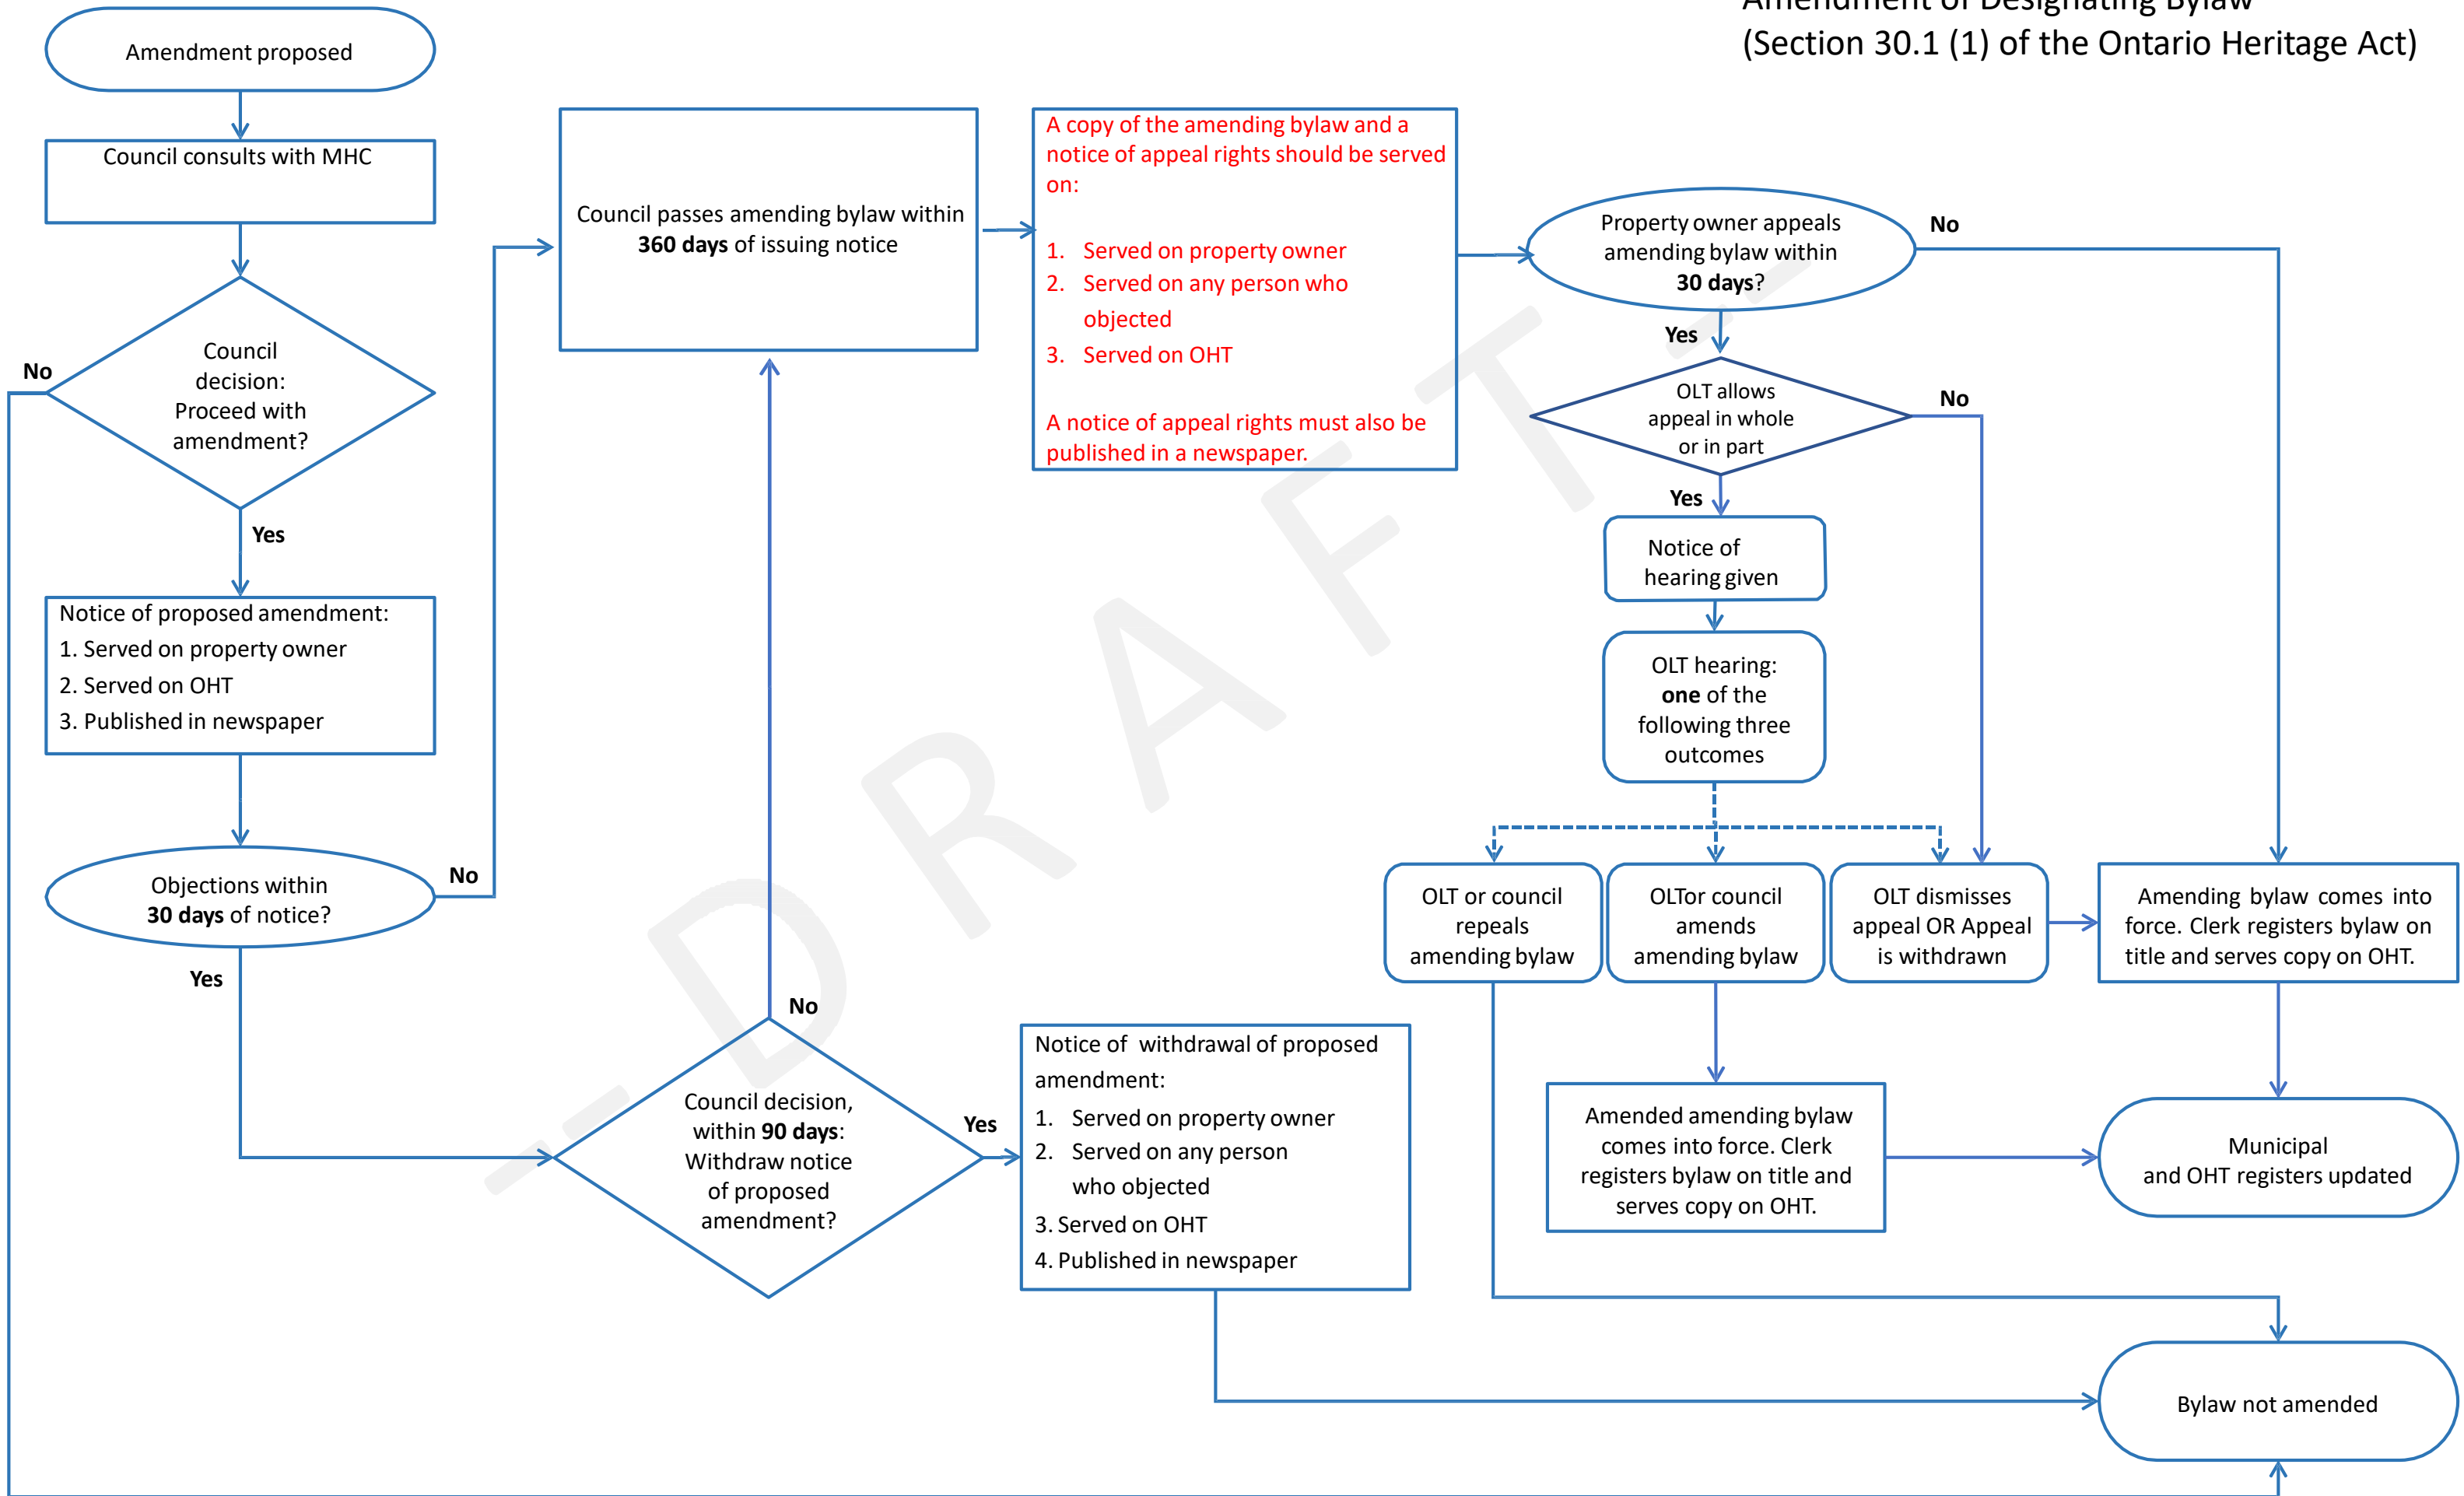 Amendment of Designating Bylaw
(Section 30.1 (1) of the Ontario Heritage Act)
Amendment proposed
Council consults with MHC
Council
decision:
Proceed with
amendment?
No
Yes
Notice of proposed amendment:
1. Served on property owner
2. Served on OHT
3. Published in newspaper
Objections within
30 days of notice?
No
Yes
Council passes amending bylaw within
360 days of issuing notice
No
Council decision,
within 90 days:
Withdraw notice
of proposed
amendment?
Yes
Notice of withdrawal of proposed
amendment:
1. Served on property owner
2. Served on any person
who objected
3. Served on OHT
4. Published in newspaper
A copy of the amending bylaw and a
notice of appeal rights should be served
on:
1. Served on property owner
2. Served on any person who
objected
3. Served on OHT
A notice of appeal rights must also be
published in a newspaper.
Property owner appeals
amending bylaw within
30 days?
No
Yes
OLT allows
appeal in whole
or in part
No
Yes
Notice of
hearing given
OLT hearing:
one of the
following three
outcomes
OLT or council
repeals
amending bylaw
OLTor council
amends
amending bylaw
OLT dismisses
appeal OR Appeal
is withdrawn
Amending bylaw comes into
force. Clerk registers bylaw on
title and serves copy on OHT.
Amended amending bylaw
comes into force. Clerk
registers bylaw on title and
serves copy on OHT.
Municipal
and OHT registers updated
Bylaw not amended
--DRAFT--